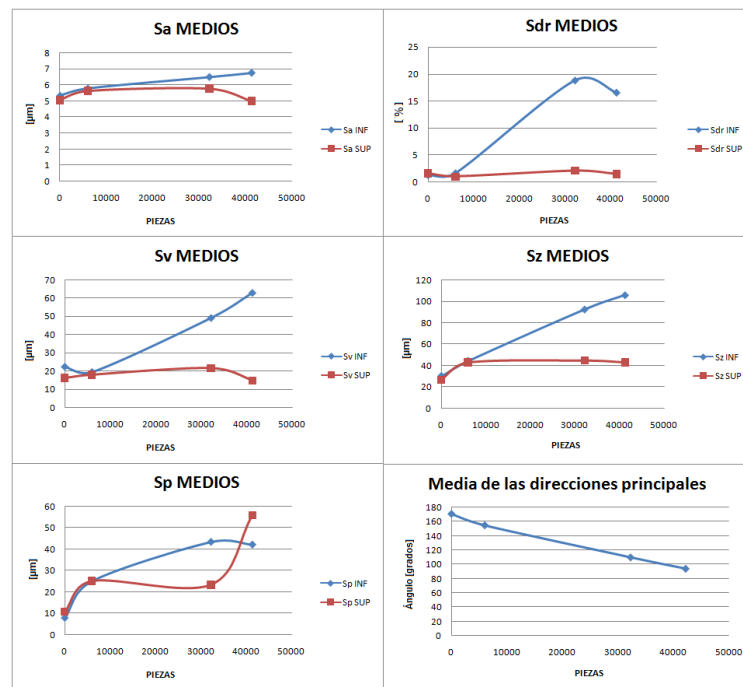 Sa MEDIOS
8
7
6
5
4
3
2
1
0
[µm]
0 10000 20000 30000 40000 50000
PIEZAS
Sa INF
Sa SUP
Sdr MEDIOS
25
20
15
10
5
0
[ %]
0 10000 20000 30000 40000 50000
PIEZAS
Sdr INF
Sdr SUP
Sv MEDIOS
70
60
50
40
30
20
10
0
[µm]
0 10000 20000 30000 40000 50000
PIEZAS
Sv INF
Sv SUP
Sz MEDIOS
120
100
80
60
40
20
0
[µm]
0 10000 20000 30000 40000 50000
PIEZAS
Sz INF
Sz SUP
Sp MEDIOS
60
50
40
30
20
10
0
[µm]
0 10000 20000 30000 40000 50000
PIEZAS
Sp INF
Sp SUP
Media de las direcciones principales
180
160
140
120
100
80
60
40
20
0
Ángulo [grados]
0 10000 20000 30000 40000 50000
PIEZAS